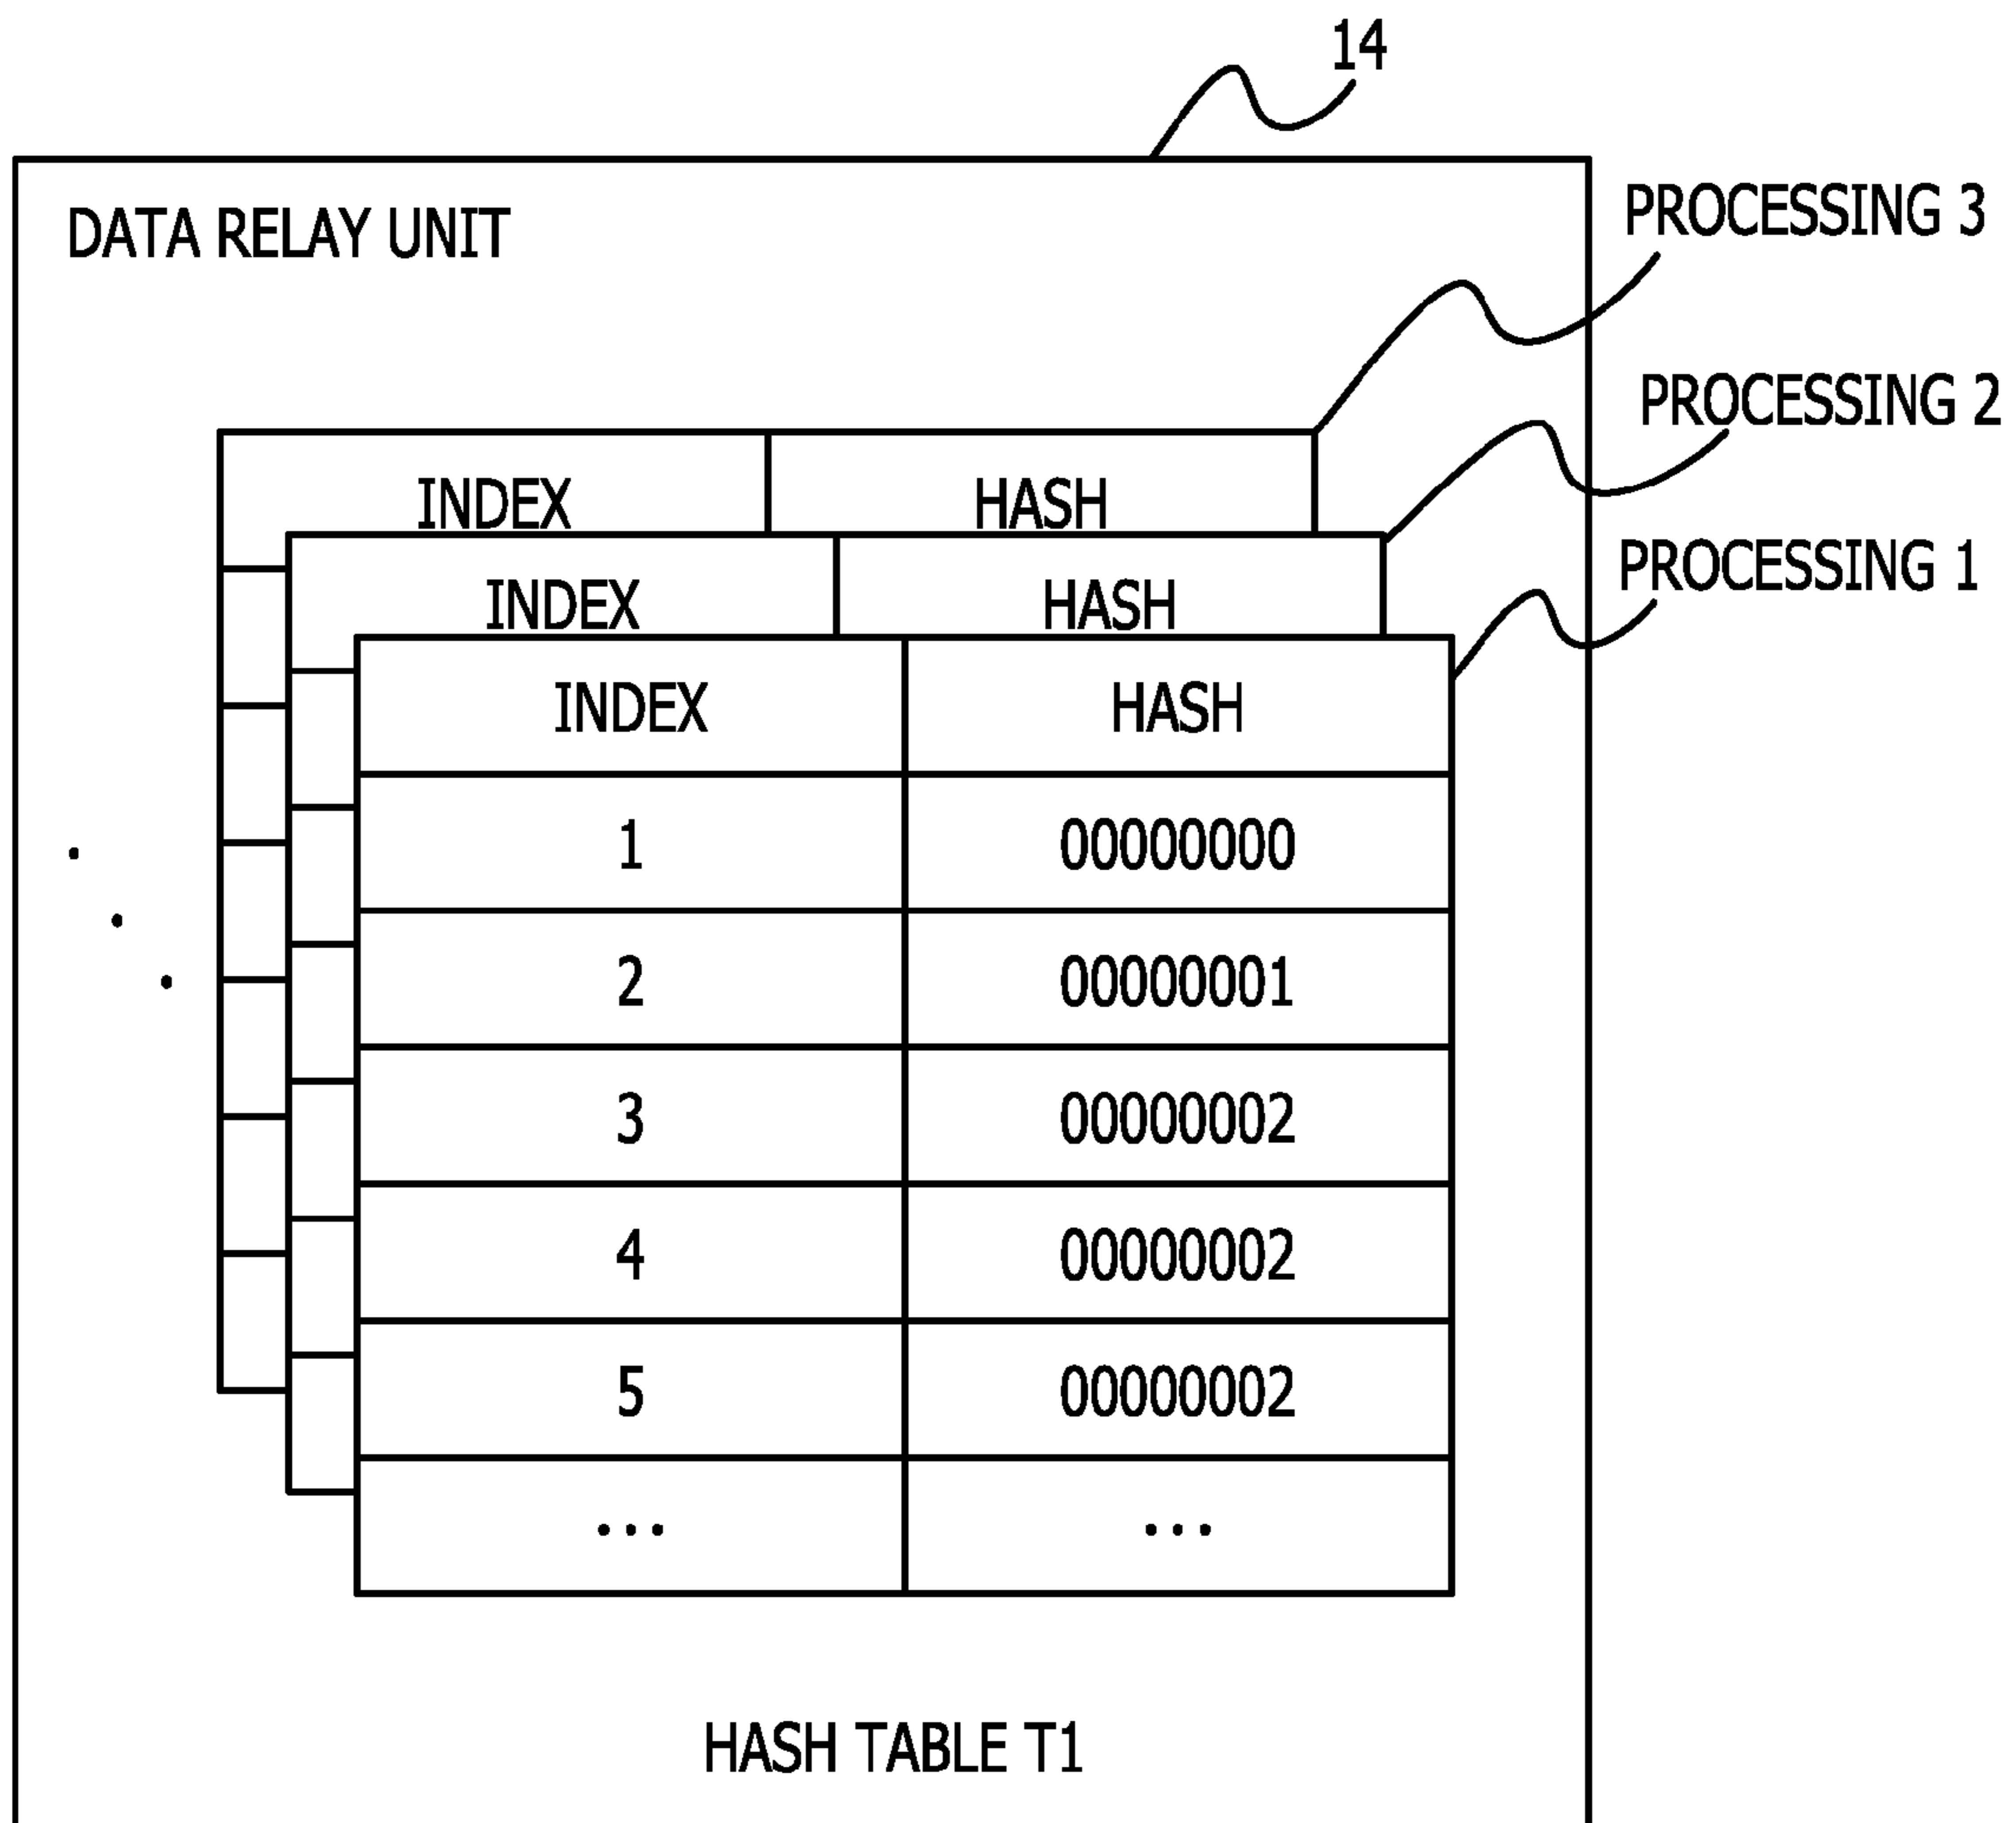 14
DATA RELAY UNIT
PROCESSING 3
PROCESSING 2
PROCESSING 1
INDEX HASH
INDEX HASH
INDEX HASH
1 00000000
2 00000001
3 00000002
4 00000002
5 00000002
... ...
HASH TABLE T1